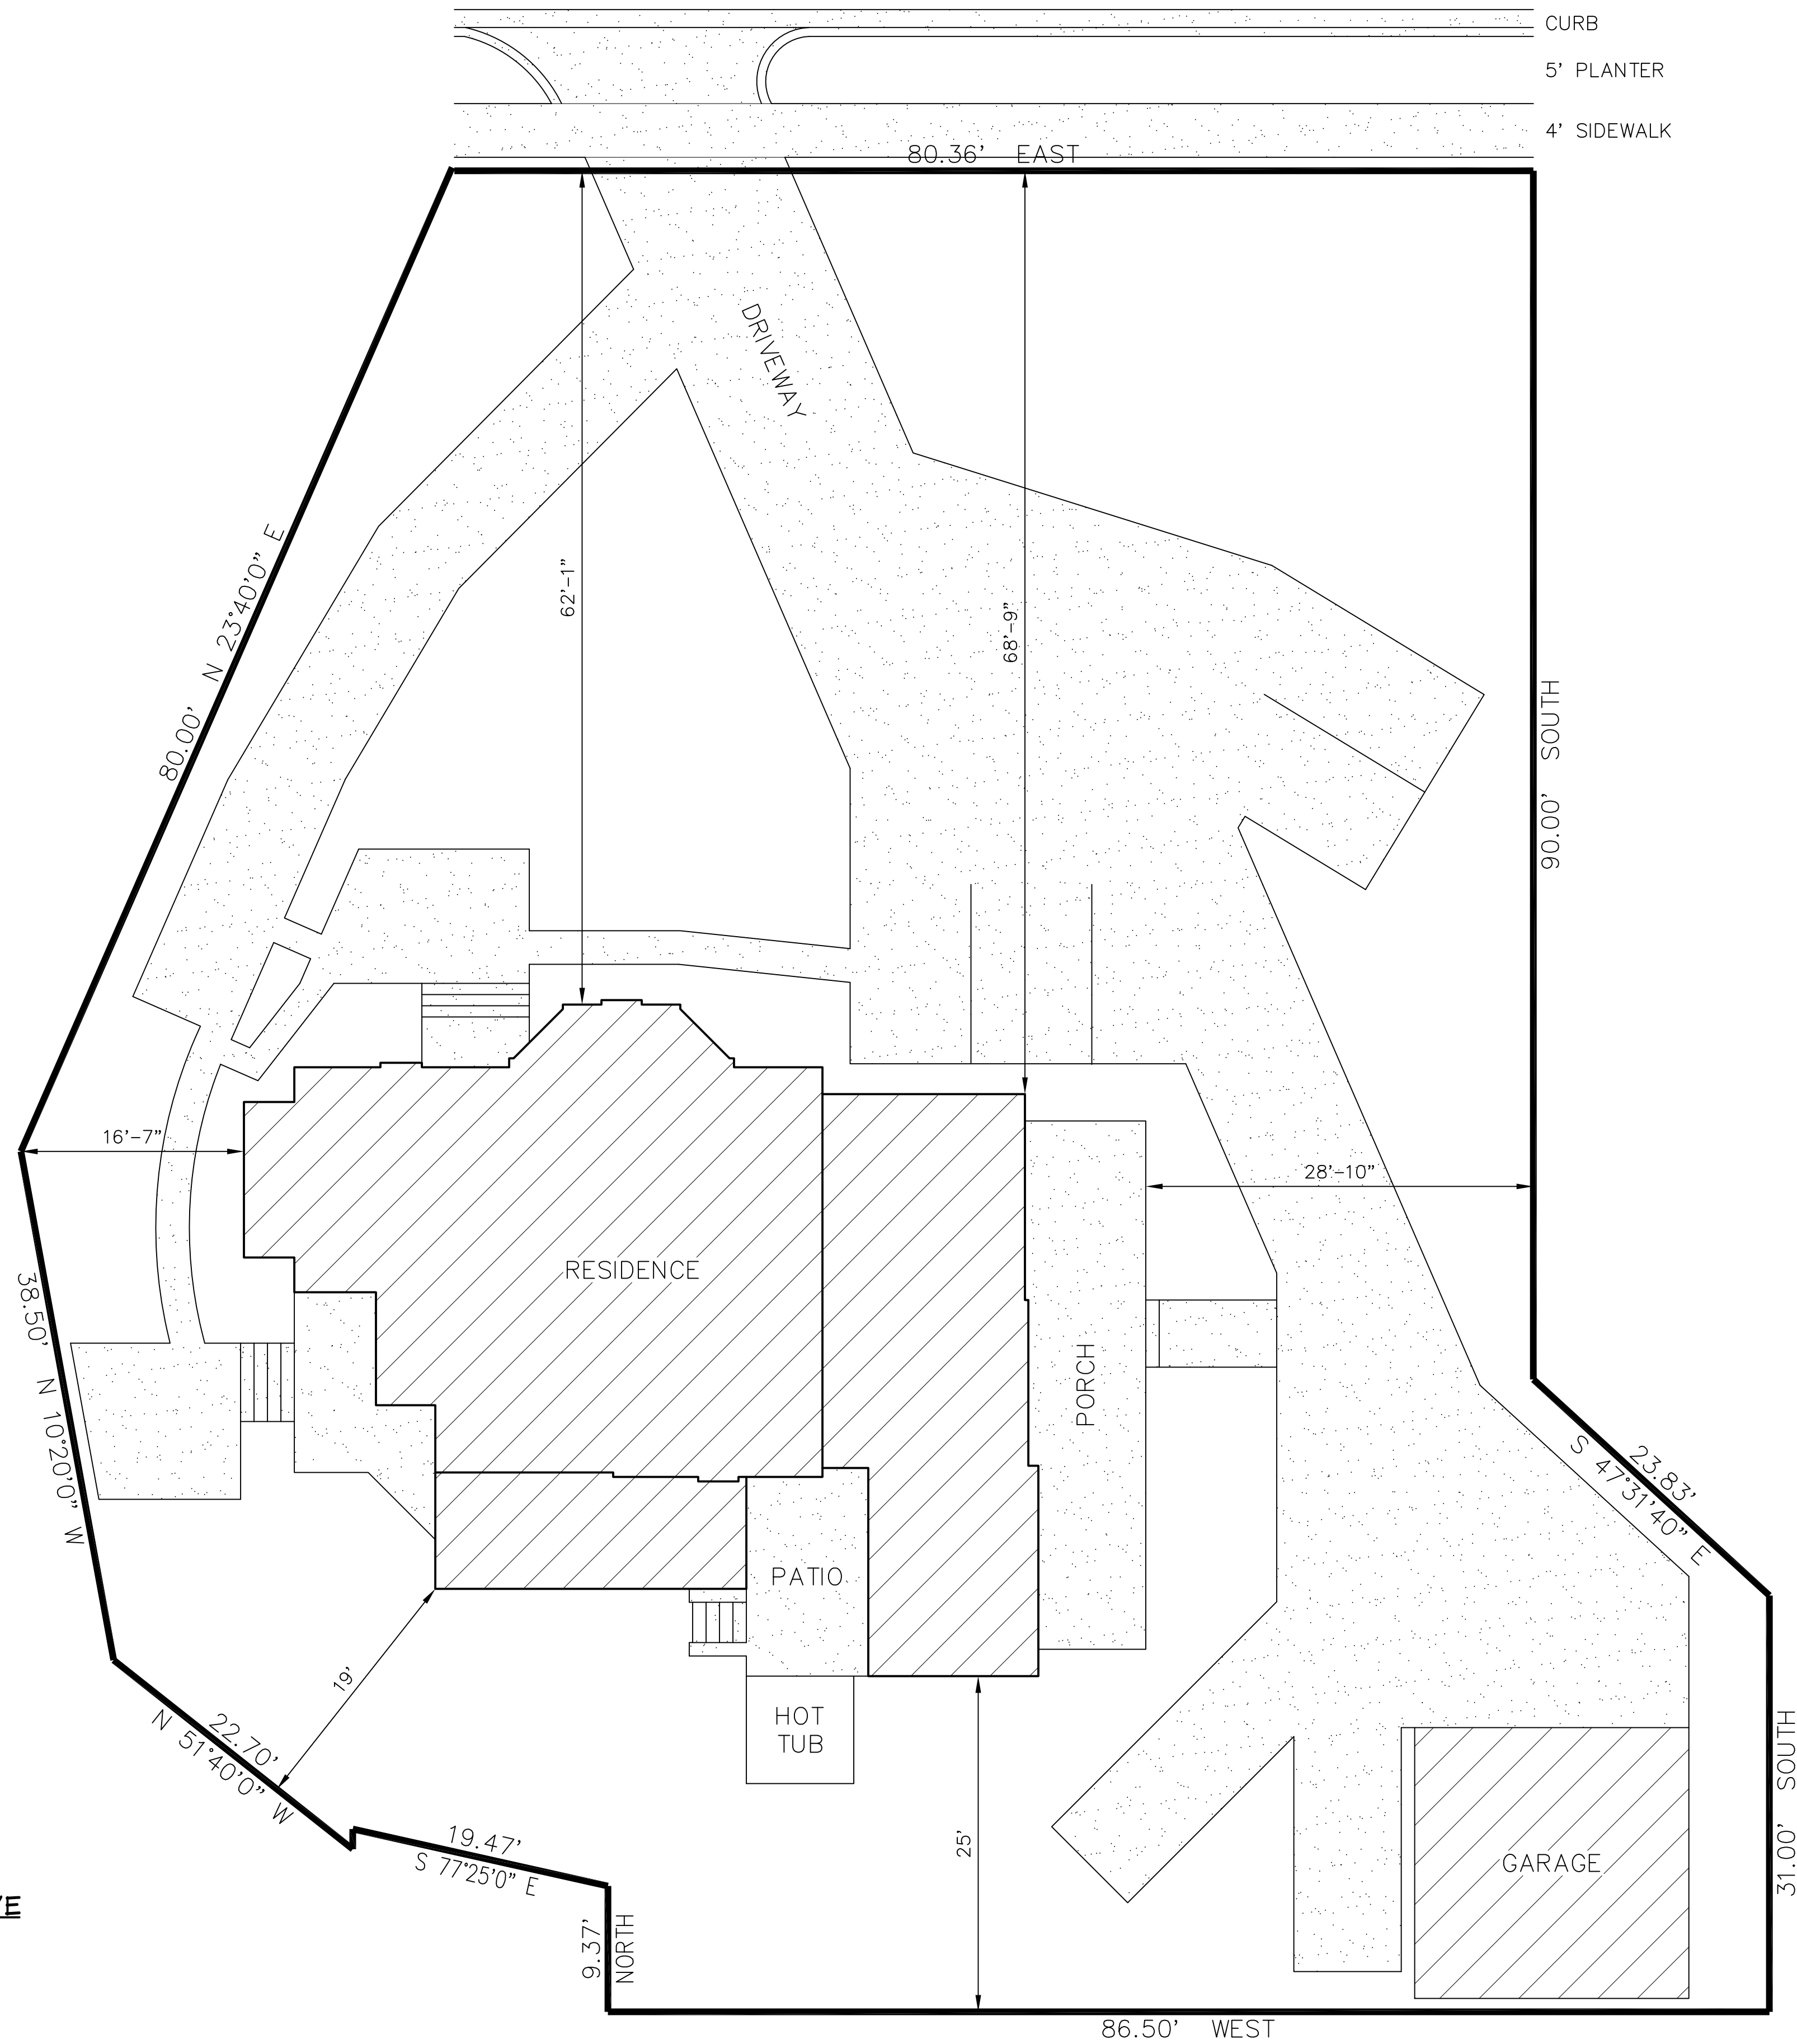 CURB
5' PLANTER
4' SIDEWALK
80.36' EAST
DRIVEWAY
62'-1"
68'-9"
80.00' N 23°40'0" E
90.00' SOUTH
16'-7"
28'-10"
RESIDENCE
PORCH
38.50' N 10°20'0" W
23.83'
S 47°31'40" E
PATIO
HOT
TUB
19'
22.70'
N 51°40'0" W
19.47'
S 77°25'0" E
25'
GARAGE
31.00' SOUTH
9.37'
NORTH
86.50' WEST